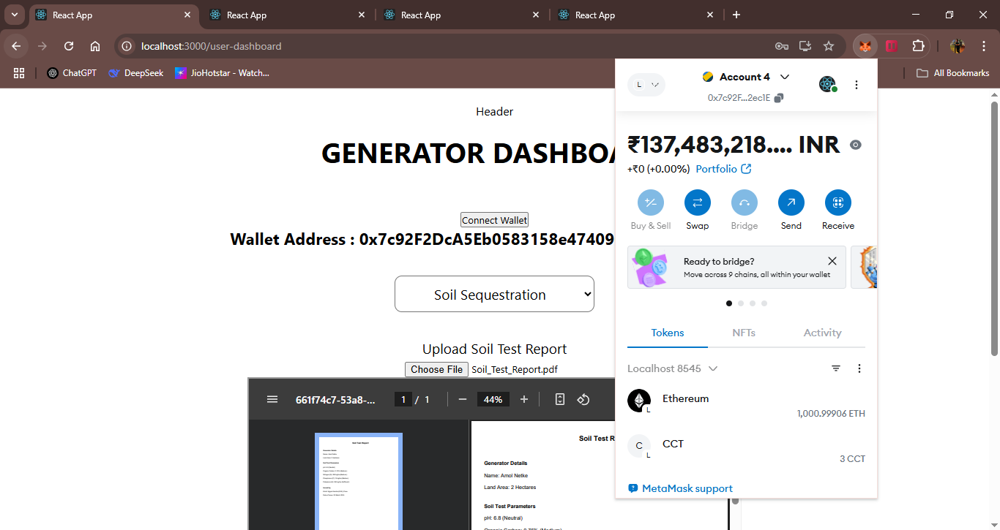 React App
React App
React App
React App
localhost:3000/user-dashboard
ChatGPT
DeepSeek
JioHotstar - Watch...
All Bookmarks
Header
GENERATOR DASHBOA
Connect Wallet
Wallet Address : 0x7c92F2DcA5Eb0583158e47409
Soil Sequestration
Upload Soil Test Report
Choose File Soil_Test_Report.pdf
661f74c7-53a8-...
1 / 1
44%
Soil Test R
Generator Details
Name: Amol Netke
Land Area: 2 Hectares
Soil Test Parameters
pH: 6.8 (Neutral)
L
Account 4
0x7c92F...2ec1E
₹137,483,218.... INR
+₹0 (+0.00%) Portfolio
Buy & Sell
Swap
Bridge
Send
Receive
Ready to bridge?
Move across 9 chains, all within your wallet
Tokens
NFTs
Activity
Localhost 8545
Ethereum
L
1,000.99906 ETH
C
CCT
L
3 CCT
MetaMask support